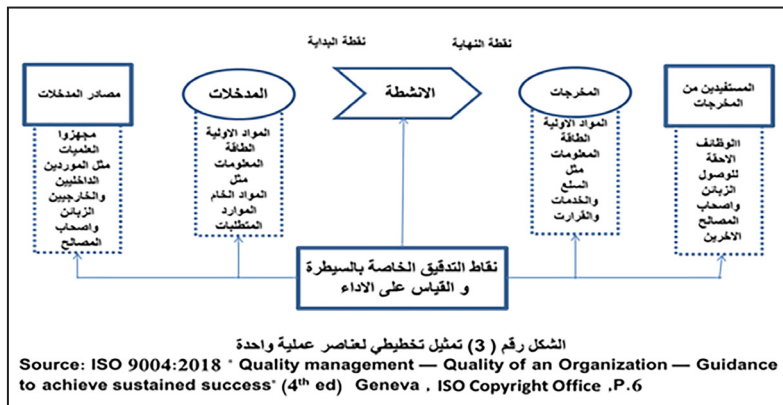 نقطة البداية
نقطة النهاية
مصادر المدخلات
المدخلات
الانشطة
المخرجات
المستفيدين من
المخرجات
مجهزوا
العلميات
مثل الموردين
الداخليين
والخارجيين
الزبائن
واصحاب
المصالح
المواد الاولية
الطاقة
المعلومات
مثل
المواد الخام
الموارد
المتطلبات
المواد الاولية
الطاقة
المعلومات
مثل
السلع
والخدمات
والقرارت
االوظائف
الاحقة
للوصول
الزبائن
واصحاب
المصالح
الاخرين
نقاط التدقيق الخاصة بالسيطرة
و القياس على الاداء
الشكل رقم ( 3) تمثيل تخطيطي لعناصر عملية واحدة
Source: ISO 9004:2018 " Quality management — Quality of an Organization — Guidance
to achieve sustained success" (4th ed) Geneva . ISO Copyright Office .P.6